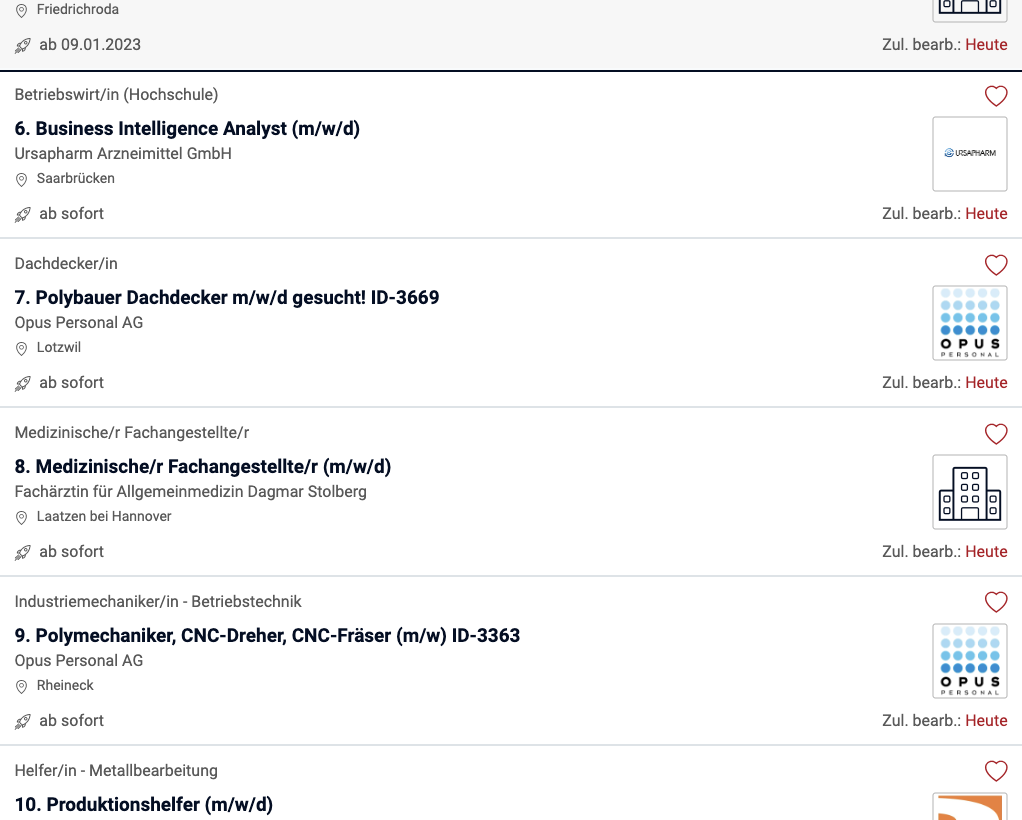 Friedrichroda
ab 09.01.2023
Zul. bearb.: Heute
Betriebswirt/in (Hochschule)
6. Business Intelligence Analyst (m/w/d)
Ursapharm Arzneimittel GmbH
Saarbrücken
URSAPHARM
ab sofort
Zul. bearb.: Heute
Dachdecker/in
7. Polybauer Dachdecker m/w/d gesucht! ID-3669
Opus Personal AG
Lotzwil
OPUS
PERSONAL
ab sofort
Zul. bearb.: Heute
Medizinische/r Fachangestellte/r
8. Medizinische/r Fachangestellte/r (m/w/d)
Fachärztin für Allgemeinmedizin Dagmar Stolberg
Laatzen bei Hannover
ab sofort
Zul. bearb.: Heute
Industriemechaniker/in - Betriebstechnik
9. Polymechaniker, CNC-Dreher, CNC-Fräser (m/w) ID-3363
Opus Personal AG
Rheineck
OPUS
PERSONAL
ab sofort
Zul. bearb.: Heute
Helfer/in - Metallbearbeitung
10. Produktionshelfer (m/w/d)